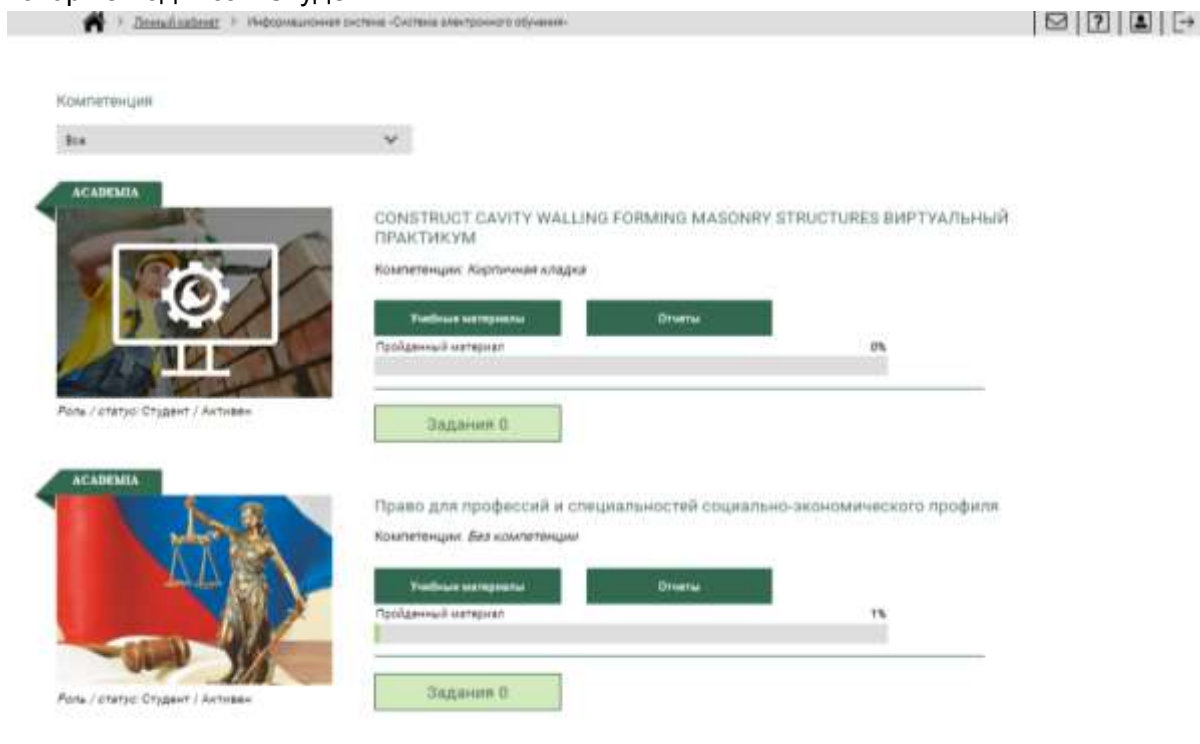 Личный кабинет > Информационная система «Система электронного обучения»
Компетенция
Все
ACADEMIA
CONSTRUCT CAVITY WALLING FORMING MASONRY STRUCTURES ВИРТУАЛЬНЫЙ
ПРАКТИКУМ
Компетенции: Кирпичная кладка
Учебные материалы Отчеты
Пройденный материал 0%
Роль / статус: Студент / Активен
Задания 0
ACADEMIA
Право для профессий и специальностей социально-экономического профиля
Компетенции: Без компетенции
Учебные материалы Отчеты
Пройденный материал 1%
Роль / статус: Студент / Активен
Задания 0